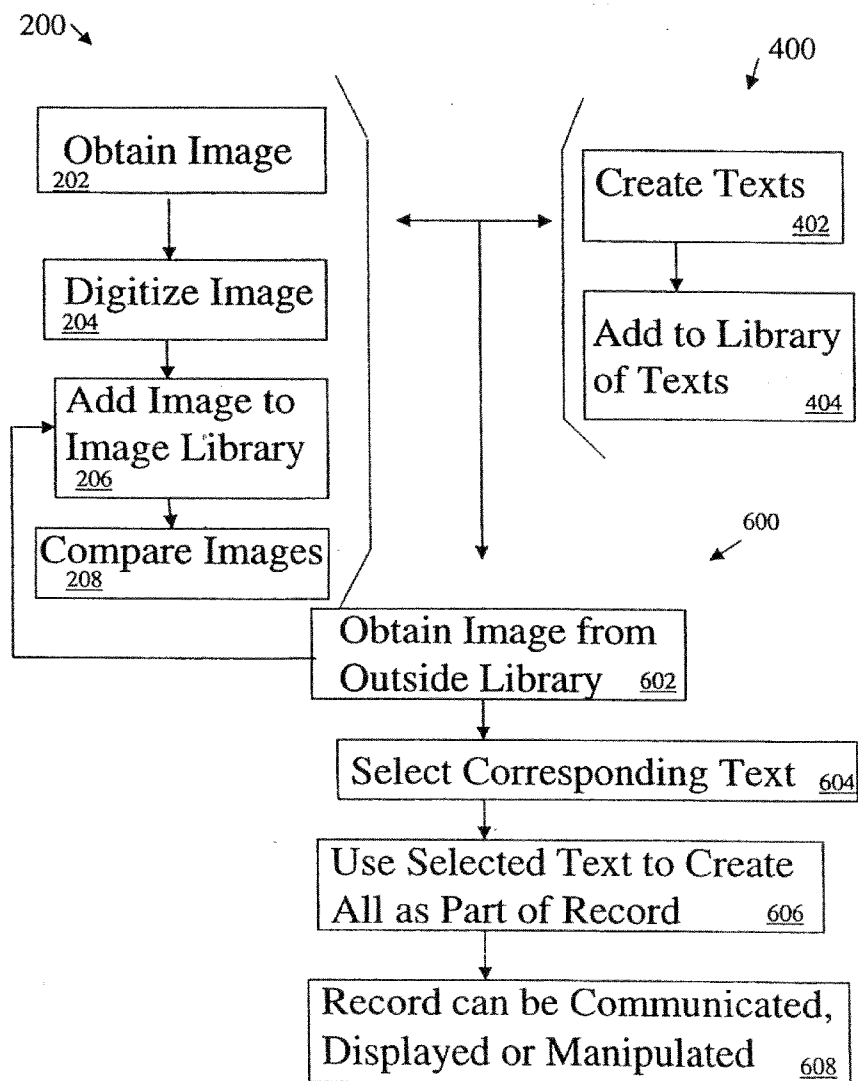 200
400
Obtain Image
202
Digitize Image
204
Add Image to
Image Library
206
Compare Images
208
Create Texts
402
Add to Library
of Texts
404
600
Obtain Image from
Outside Library 602
Select Corresponding Text 604
Use Selected Text to Create
All as Part of Record 606
Record can be Communicated,
Displayed or Manipulated 608